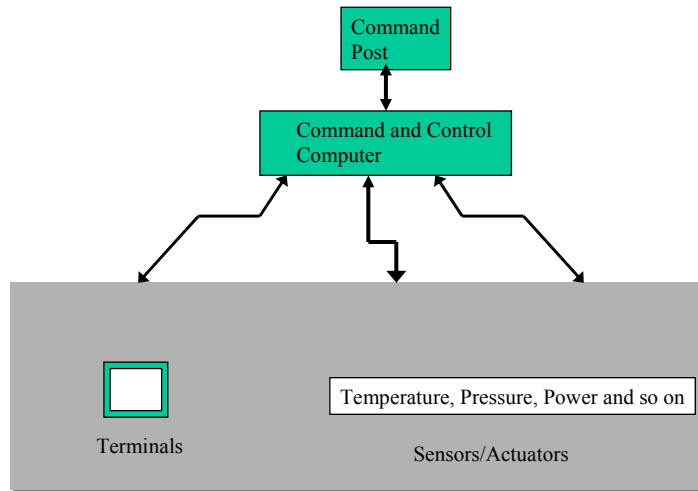 Command
Post
Command and Control
Computer
Temperature, Pressure, Power and so on
Terminals
Sensors/Actuators